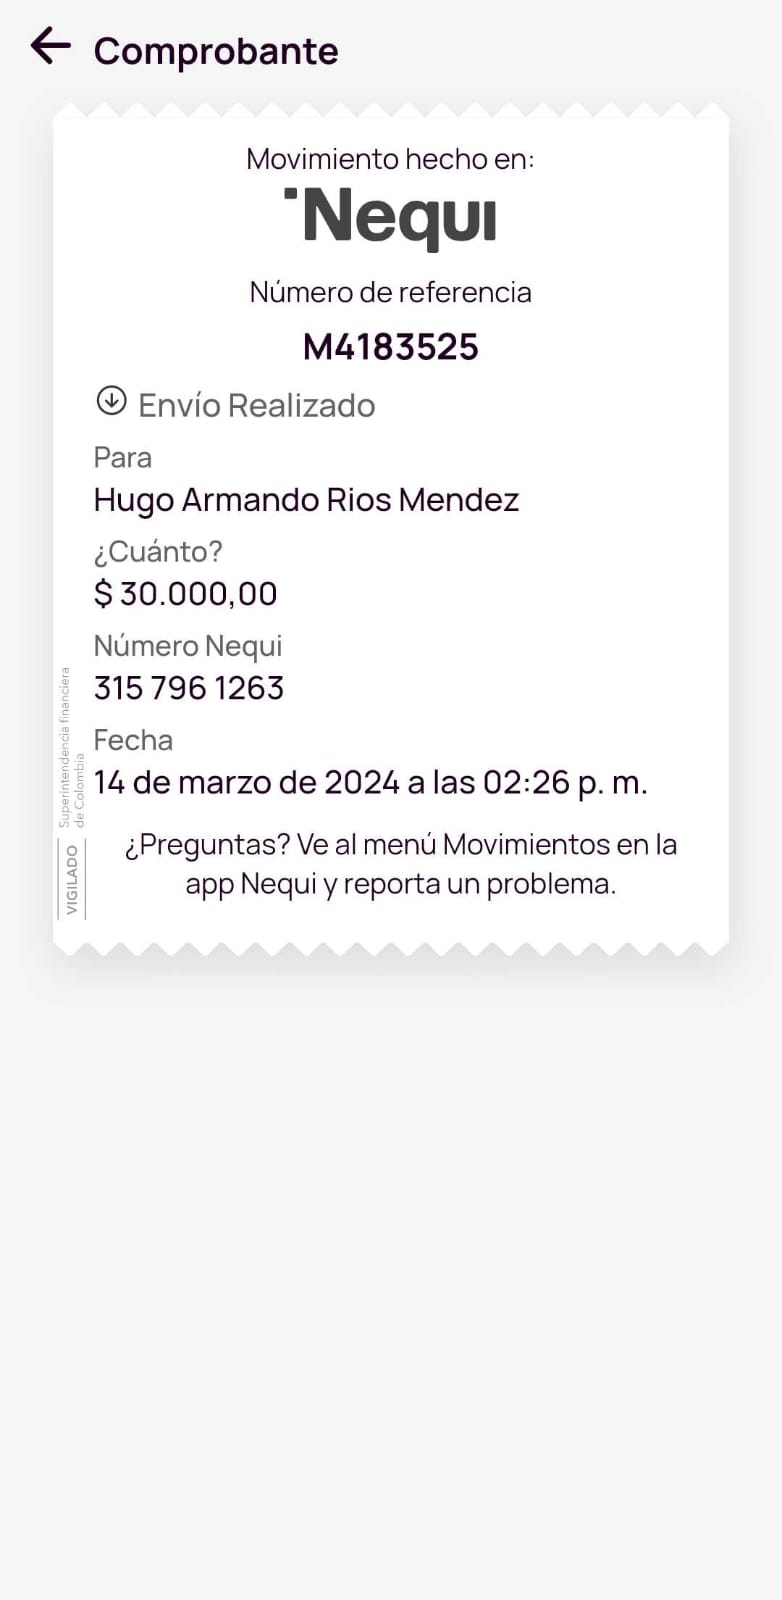 Comprobante
Movimiento hecho en:
Nequi
Número de referencia
M4183525
Envío Realizado
Para
Hugo Armando Rios Mendez
¿Cuánto?
$ 30.000,00
Número Nequi
315 796 1263
Fecha
14 de marzo de 2024 a las 02:26 p. m.
¿Preguntas? Ve al menú Movimientos en la
app Nequi y reporta un problema.
VIGILADO
Superintendencia financiera
de Colombia